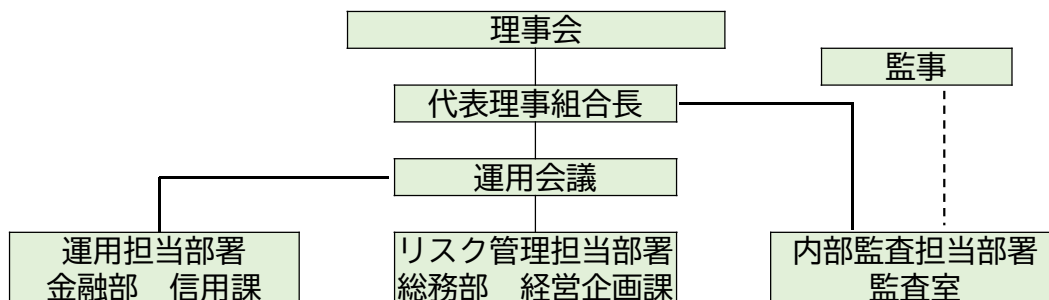 理事会
監事
代表理事組合長
運用会議
運用担当部署
金融部　信用課
リスク管理担当部署
総務部　経営企画課
内部監査担当部署
監査室